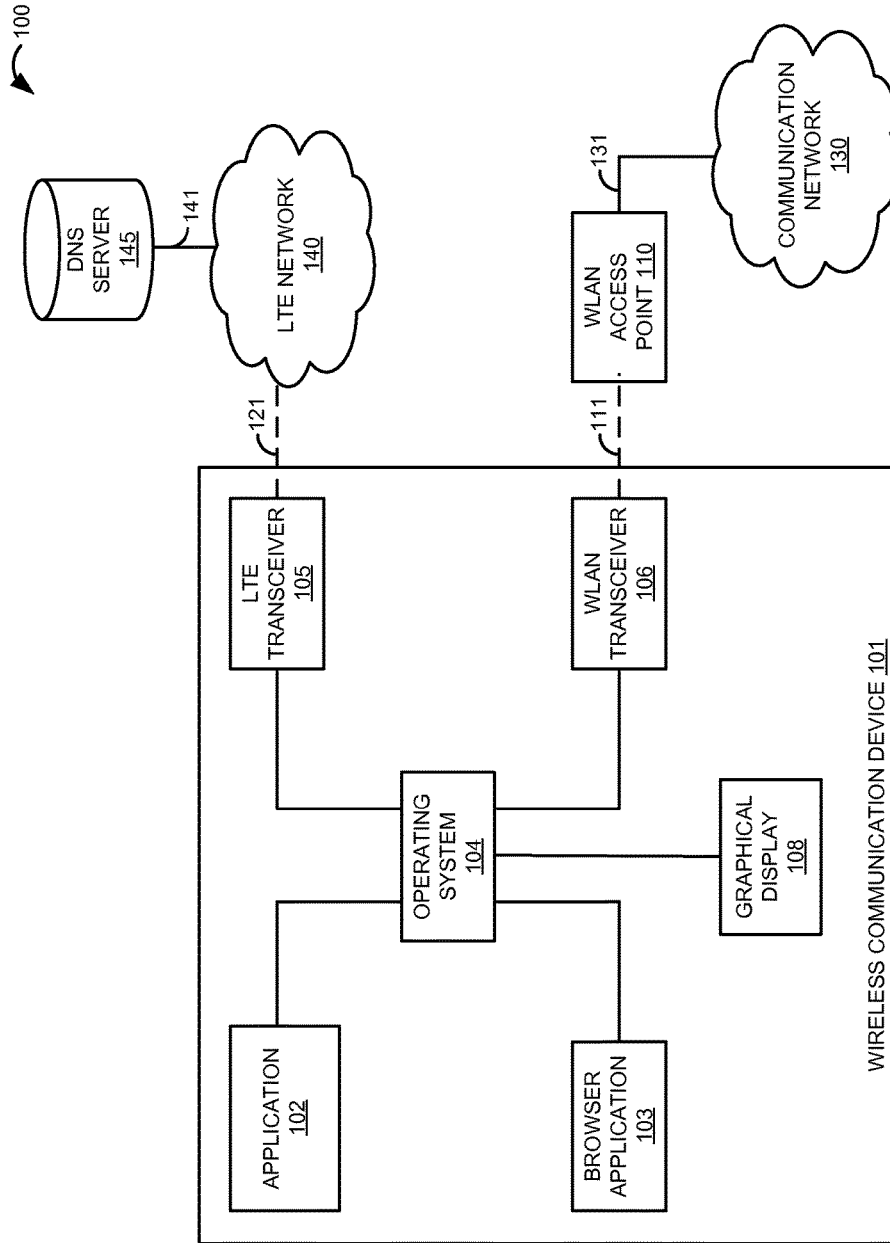 100
DNS
SERVER
145
141
LTE NETWORK
140
121
LTE
TRANSCEIVER
105
APPLICATION
102
OPERATING
SYSTEM
104
BROWSER
APPLICATION
103
GRAPHICAL
DISPLAY
108
WLAN
TRANSCEIVER
106
111
WLAN
ACCESS
POINT 110
131
COMMUNICATION
NETWORK
130
WIRELESS COMMUNICATION DEVICE 101